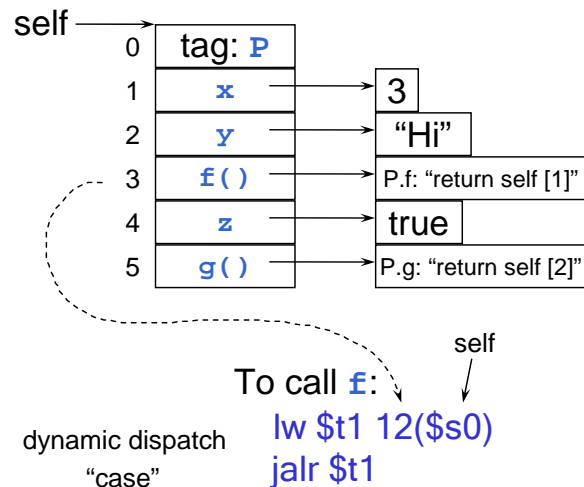 self
0 tag: P
1 x 3
2 y “Hi”
3 f() P.f: “return self [1]”
4 z true
5 g() P.g: “return self [2]”
self
To call f:
lw $t1 12($s0)
dynamic dispatch
jalr $t1
“case”